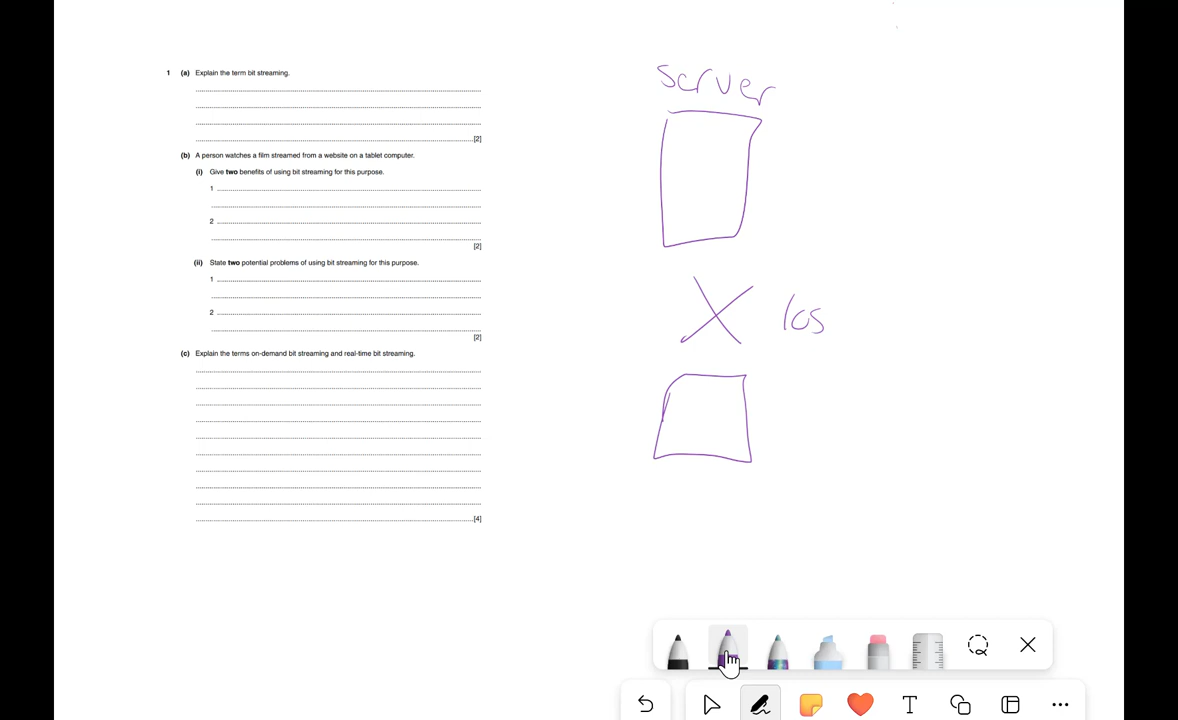 1 (a) Explain the term bit streaming.
[2]
(b) A person watches a film streamed from a website on a tablet computer.
(i) Give two benefits of using bit streaming for this purpose.
1
2
[2]
(ii) State two potential problems of using bit streaming for this purpose.
1
2
[2]
(c) Explain the terms on-demand bit streaming and real-time bit streaming.
[4]
server
los
T